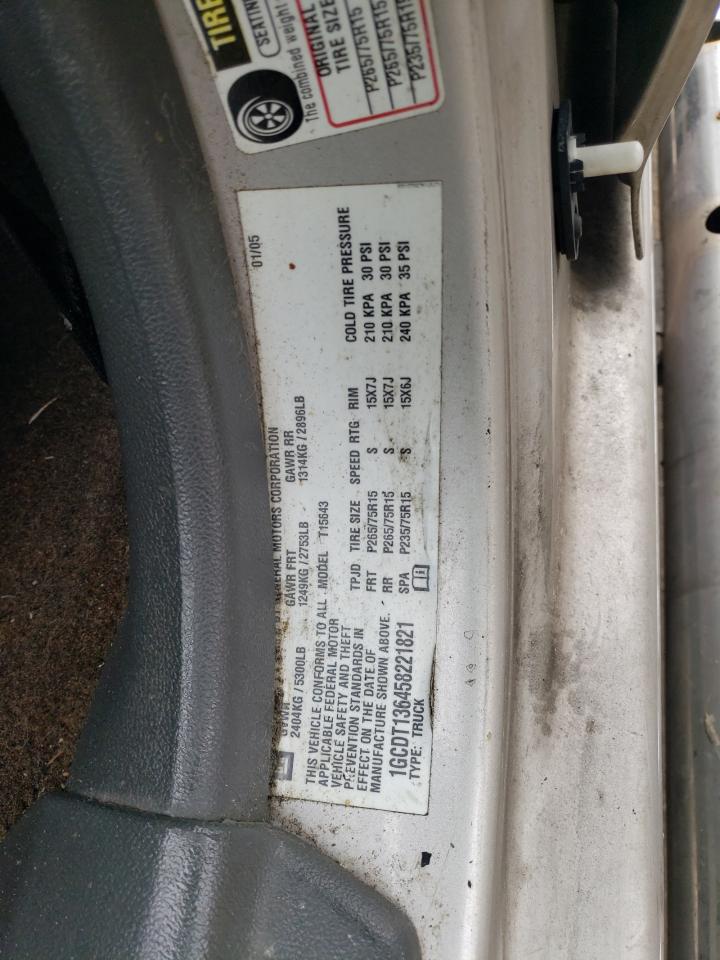 TIRE
SEATING
The combined weight
ORIGINAL
TIRE SIZE
P265/75R15
P265/75R15
P235/75R15
01/05
GENERAL MOTORS CORPORATION
GVWR GAWR FRT GAWR RR
2404KG / 5300LB 1249KG / 2753LB 1314KG / 2896LB
THIS VEHICLE CONFORMS TO ALL MODEL T15643
APPLICABLE FEDERAL MOTOR
VEHICLE SAFETY AND THEFT
PREVENTION STANDARDS IN
EFFECT ON THE DATE OF
MANUFACTURE SHOWN ABOVE.
TPJD TIRE SIZE SPEED RTG RIM COLD TIRE PRESSURE
FRT P265/75R15 S 15X7J 210 KPA 30 PSI
RR P265/75R15 S 15X7J 210 KPA 30 PSI
SPA P235/75R15 S 15X6J 240 KPA 35 PSI
1GCDT136458221821
TYPE: TRUCK